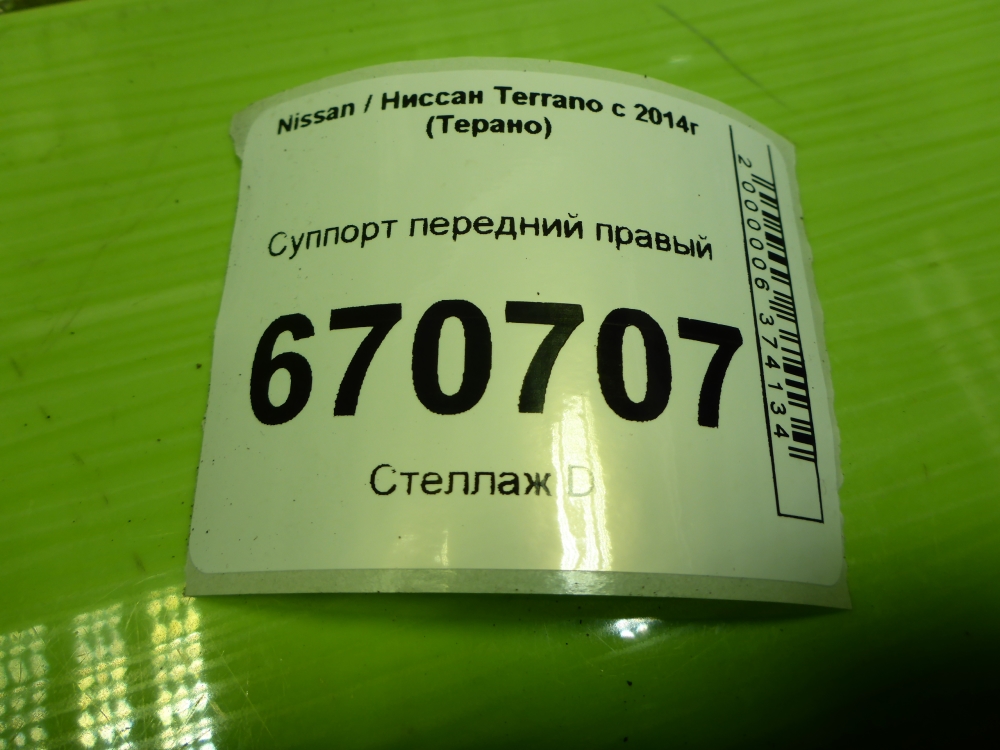 Nissan / Ниссан Terrano с 2014г
(Терано)
Суппорт передний правый
670707
Стеллаж D
2000006374134